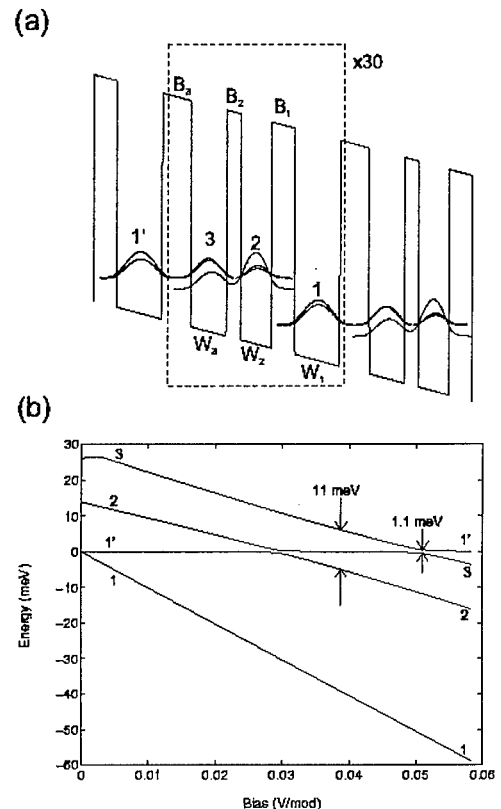 (a)
x30
B₃
B₂
B₁
1'
3
2
1
W₃
W₂
W₁
(b)
30
20
10
0
-10
-20
-30
-40
-50
-60
Energy (meV)
3
2
1'
1
11 meV
1.1 meV
1'
3
2
1
0
0.01
0.02
0.03
0.04
0.05
0.06
Bias (V/mod)